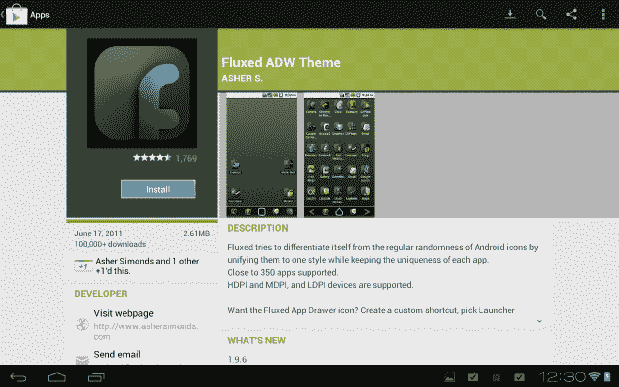 Apps
Fluxed ADW Theme
ASHER S.
1,769
Install
June 17, 2011
2.61MB
100,000+ downloads
+1
Asher Simonds and 1 other
+1'd this.
DEVELOPER
Visit webpage
http://www.ashersimonds.
com
Send email
DESCRIPTION
Fluxed tries to differentiate itself from the regular randomness of Android icons by
unifying them to one style while keeping the uniqueness of each app.
Close to 350 apps supported.
HDPI and MDPI, and LDPI devices are supported.
Want the Fluxed App Drawer icon? Create a custom shortcut, pick Launcher
WHAT'S NEW
1.9.6
12:30